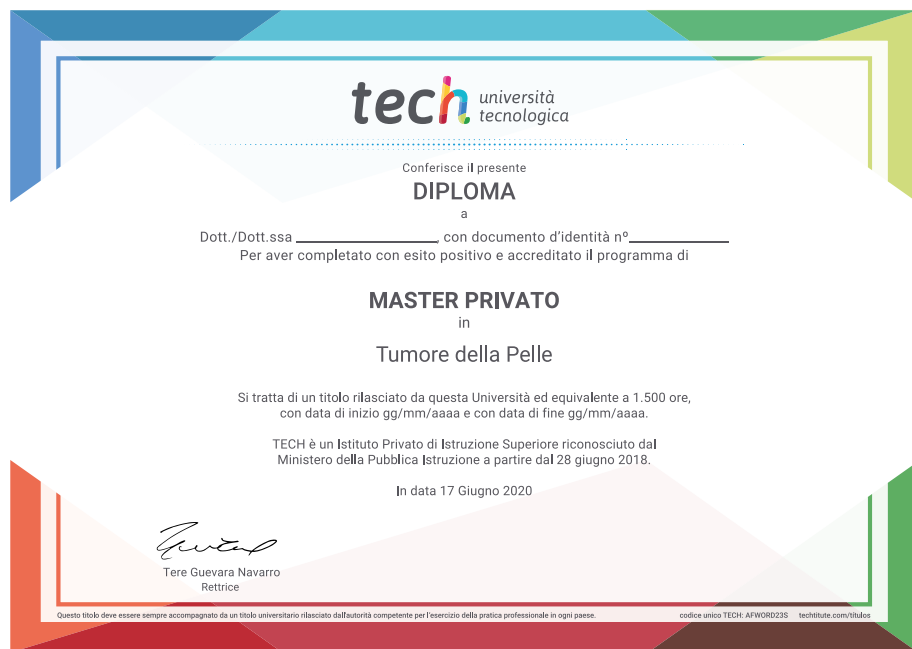 tech università
tecnologica
Conferisce il presente
DIPLOMA
a
Dott./Dott.ssa ____________________, con documento d'identità nº______________
Per aver completato con esito positivo e accreditato il programma di
MASTER PRIVATO
in
Tumore della Pelle
Si tratta di un titolo rilasciato da questa Università ed equivalente a 1.500 ore,
con data di inizio gg/mm/aaaa e con data di fine gg/mm/aaaa.
TECH è un Istituto Privato di Istruzione Superiore riconosciuto dal
Ministero della Pubblica Istruzione a partire dal 28 giugno 2018.
In data 17 Giugno 2020
Tere Guevara Navarro
Rettrice
Questo titolo deve essere sempre accompagnato da un titolo universitario rilasciato dall'autorità competente per l'esercizio della pratica professionale in ogni paese. codice unico TECH: AFWORD23S techtitute.com/titulos